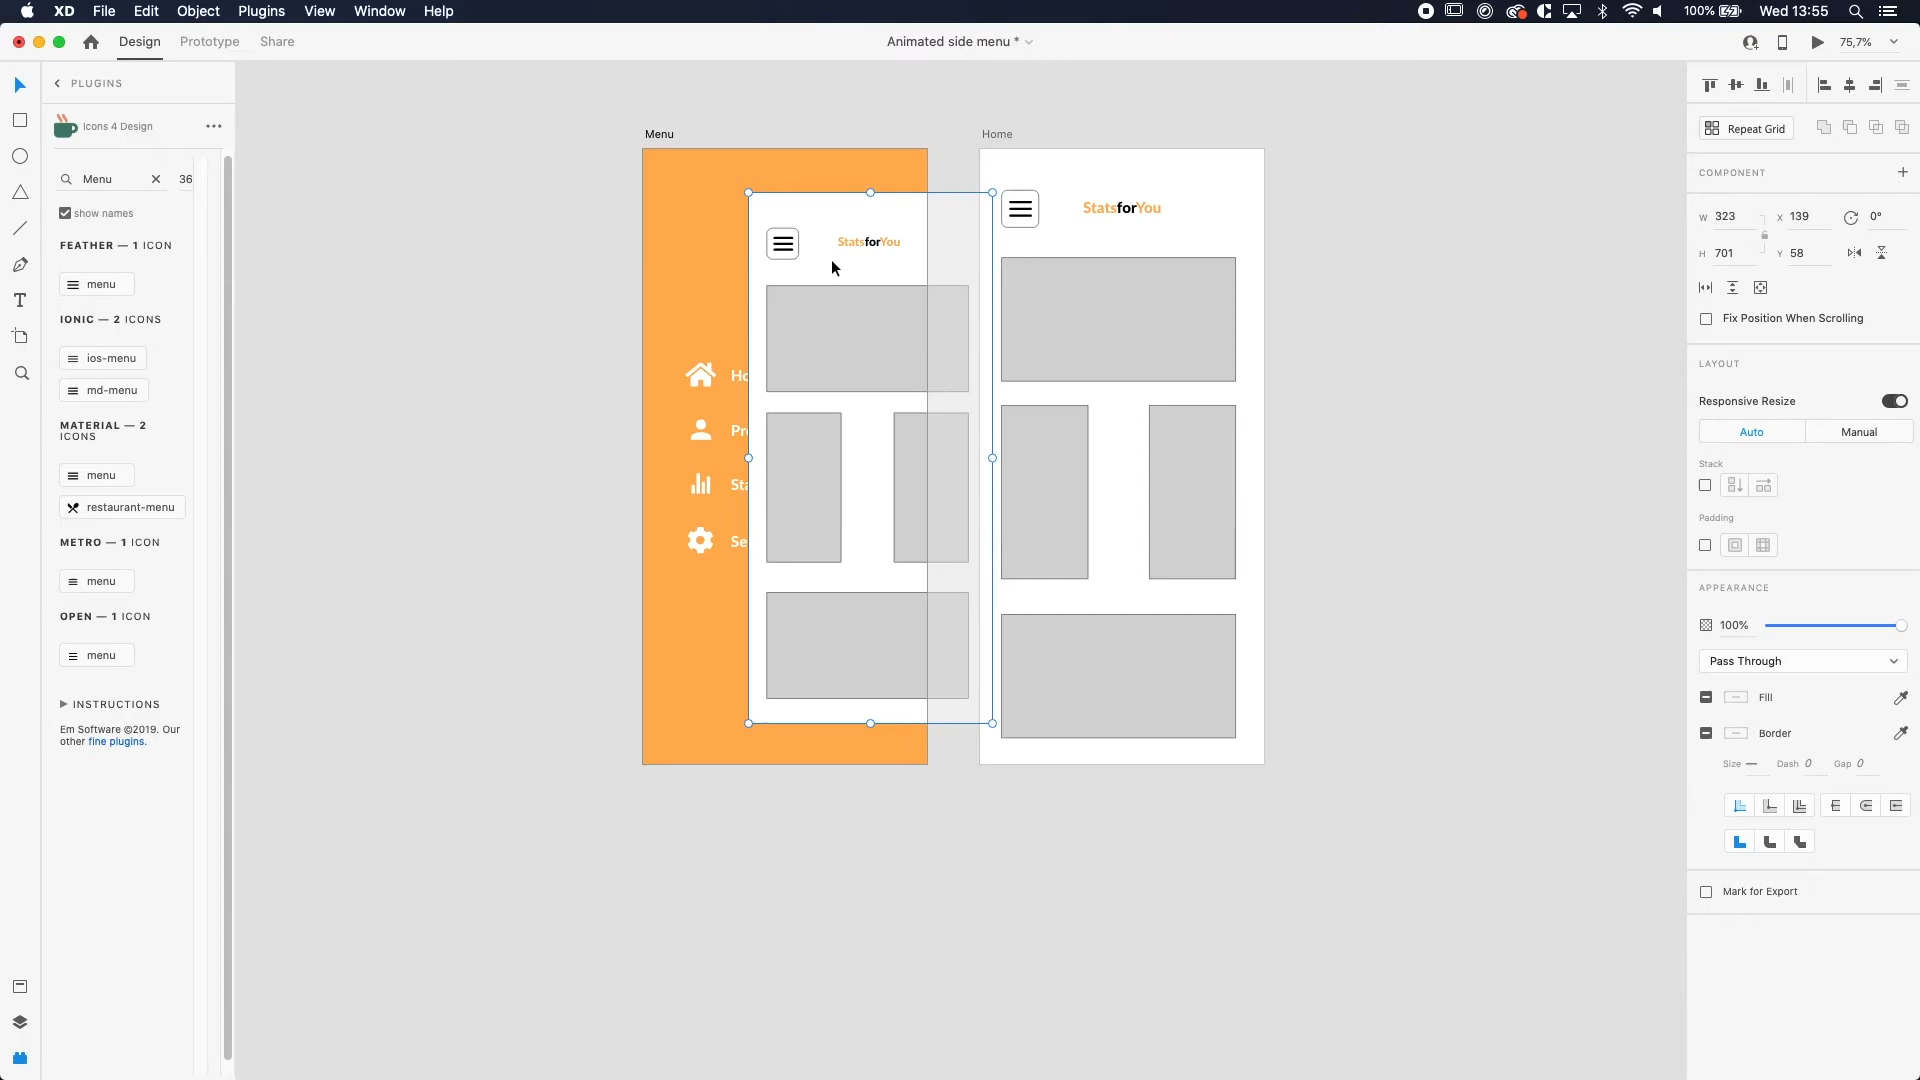 XD File Edit Object Plugins View Window Help 100% Wed 13:55
Design Prototype Share Animated side menu * 75,7%
PLUGINS
Icons 4 Design
Menu 36
show names
FEATHER — 1 ICON
menu
IONIC — 2 ICONS
ios-menu
md-menu
MATERIAL — 2
ICONS
menu
restaurant-menu
METRO — 1 ICON
menu
OPEN — 1 ICON
menu
INSTRUCTIONS
Em Software ©2019. Our
other fine plugins.
Menu
StatsforYou
Ho
Pro
Sta
Se
Home
StatsforYou
Repeat Grid
COMPONENT
W 323 X 139 0°
H 701 Y 58
Fix Position When Scrolling
LAYOUT
Responsive Resize
Auto Manual
Stack
Padding
APPEARANCE
100%
Pass Through
Fill
Border
Size — Dash 0 Gap 0
Mark for Export